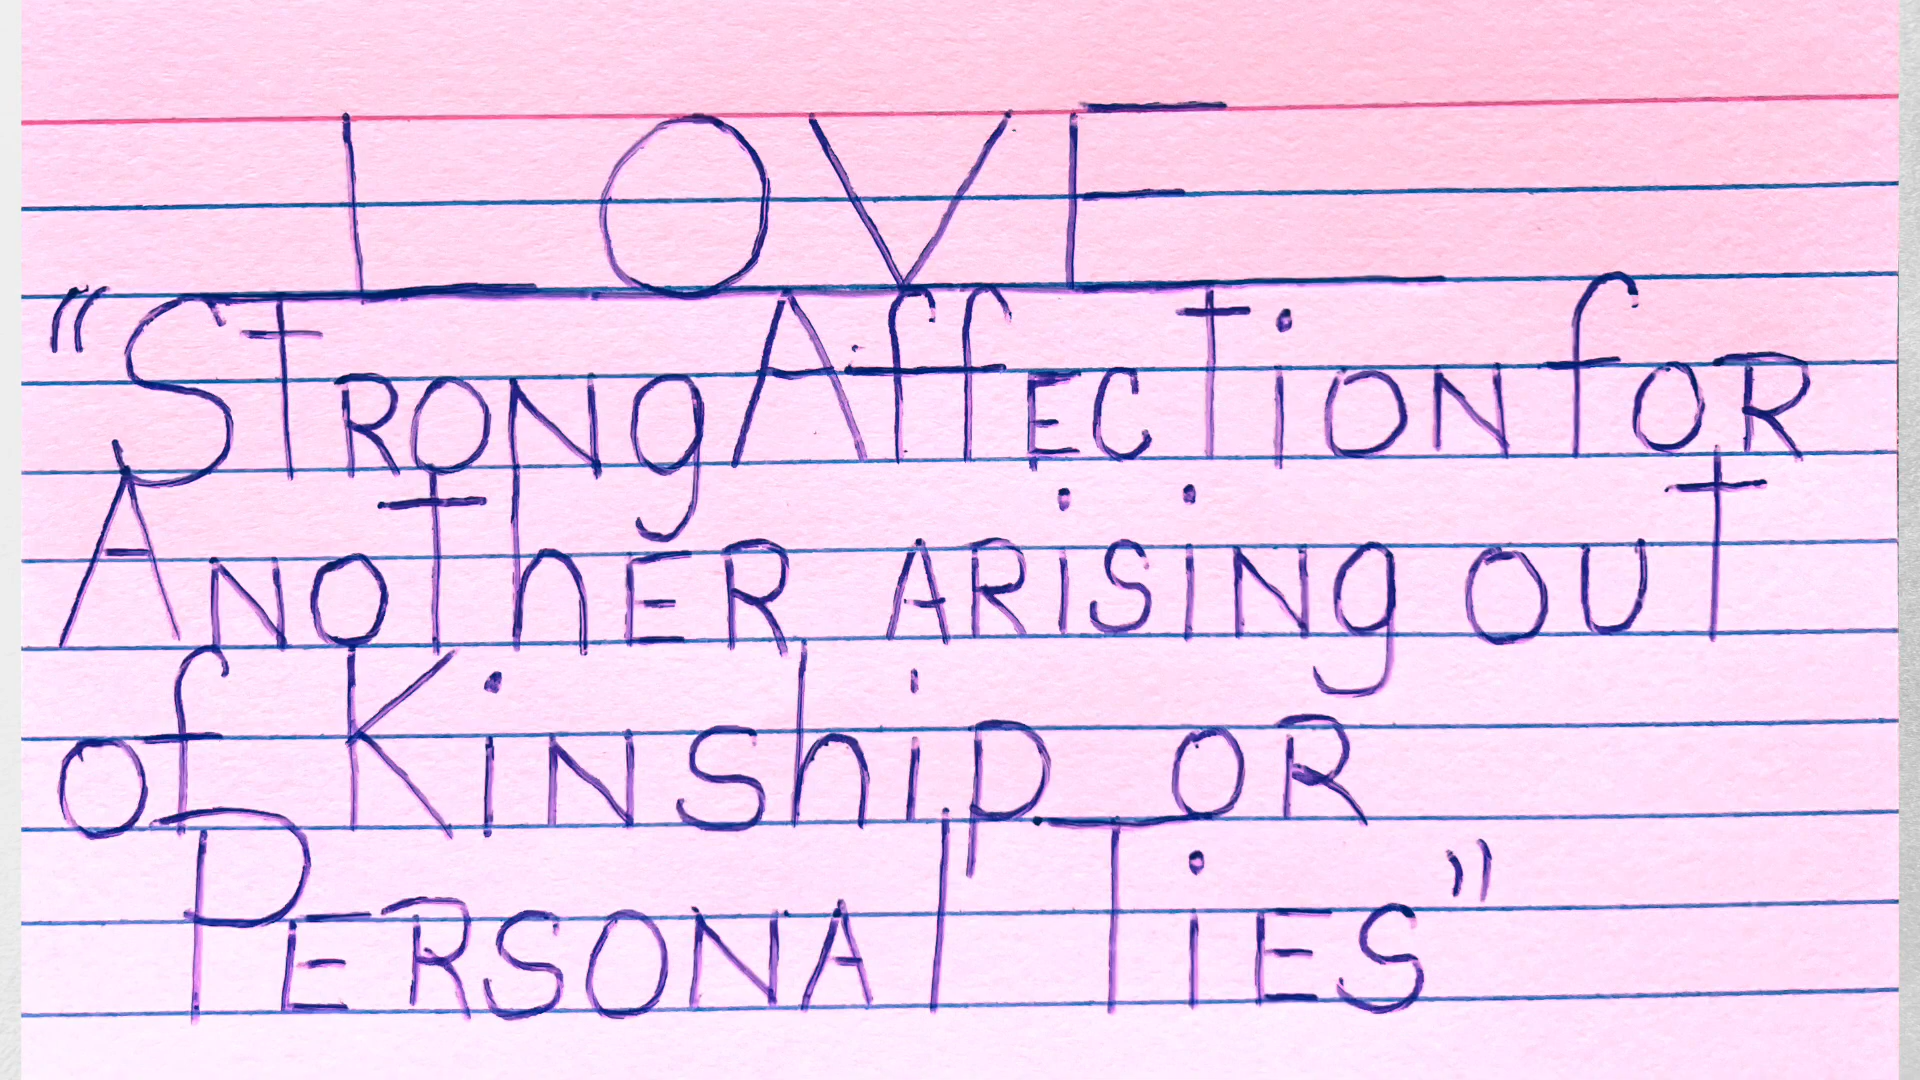 LOVE
"Strong Affection for
Another arising out
of Kinship or
Personal Ties"